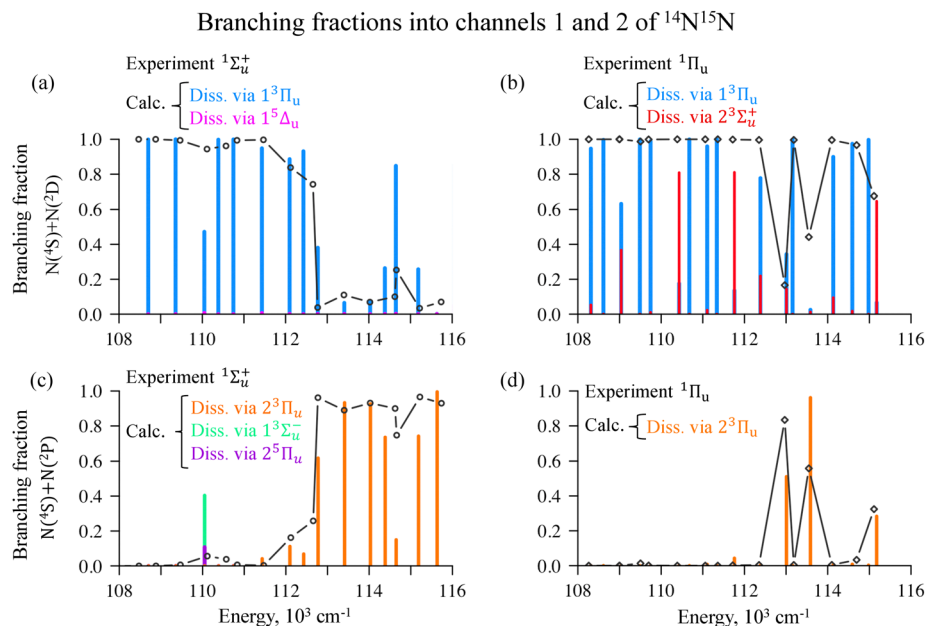 Branching fractions into channels 1 and 2 of ¹⁴N¹⁵N
(a)
Experiment ¹Σᵤ⁺
Calc.
Diss. via 1³Πᵤ
Diss. via 1⁵Δᵤ
Branching fraction
N(⁴S)+N(²D)
1.0
0.8
0.6
0.4
0.2
0.0
108 110 112 114 116
(b)
Experiment ¹Πᵤ
Calc.
Diss. via 1³Πᵤ
Diss. via 2³Σᵤ⁺
1.0
0.8
0.6
0.4
0.2
0.0
108 110 112 114 116
(c)
Experiment ¹Σᵤ⁺
Calc.
Diss. via 2³Πᵤ
Diss. via 1³Σᵤ⁻
Diss. via 2⁵Πᵤ
Branching fraction
N(⁴S)+N(²P)
1.0
0.8
0.6
0.4
0.2
0.0
108 110 112 114 116
Energy, 10³ cm⁻¹
(d)
Experiment ¹Πᵤ
Calc.
Diss. via 2³Πᵤ
1.0
0.8
0.6
0.4
0.2
0.0
108 110 112 114 116
Energy, 10³ cm⁻¹